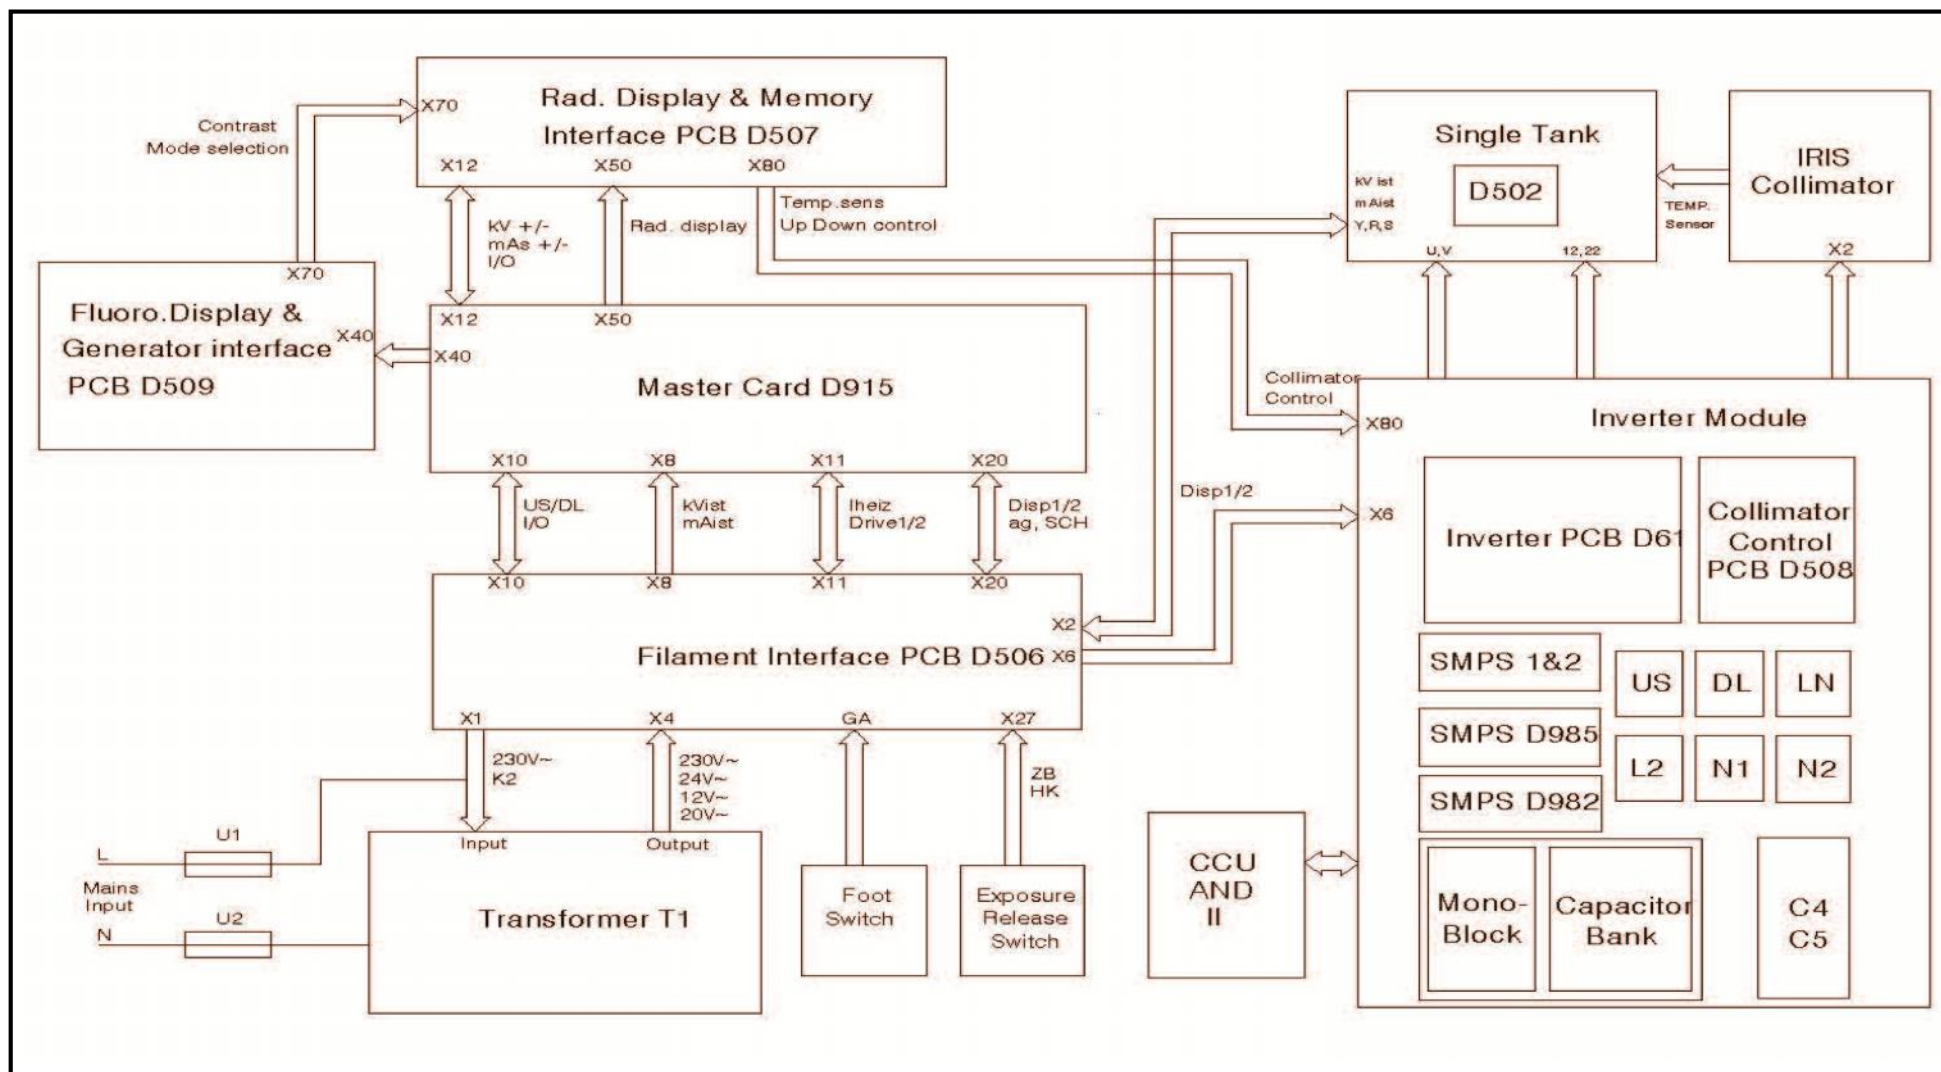 Rad. Display & Memory
Interface PCB D507
X70
X12
X50
X80
Contrast
Mode selection
kV +/-
mAs +/-
I/O
Rad. display
Temp.sens
Up Down control
Single Tank
D502
kV ist
mAist
Y,R,S
U,V
12,22
TEMP.
Sensor
IRIS
Collimator
X2
X70
Fluoro.Display &
Generator interface
PCB D509
X40
X12
X50
X40
Master Card D915
X10
X8
X11
X20
US/DL
I/O
kVist
mAist
Iheiz
Drive1/2
Disp1/2
ag, SCH
Collimator
Control
Disp1/2
X10
X8
X11
X20
X2
Filament Interface PCB D506
X6
X1
X4
GA
X27
230V~
K2
230V~
24V~
12V~
20V~
ZB
HK
U1
L
Mains
Input
N
U2
Input
Output
Transformer T1
Foot
Switch
Exposure
Release
Switch
CCU
AND
II
Inverter Module
X80
X6
Inverter PCB D61
Collimator
Control
PCB D508
SMPS 1&2
SMPS D985
SMPS D982
US
DL
LN
L2
N1
N2
Mono-
Block
Capacitor
Bank
C4
C5